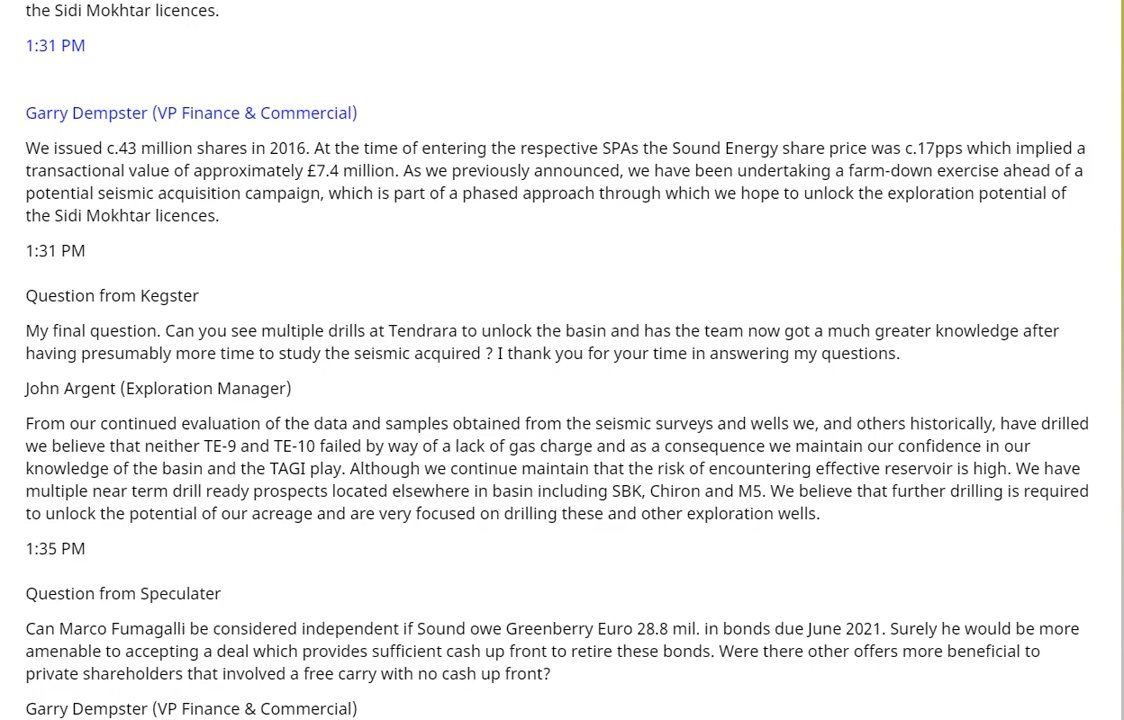 the Sidi Mokhtar licences.
1:31 PM
Garry Dempster (VP Finance & Commercial)
We issued c.43 million shares in 2016. At the time of entering the respective SPAs the Sound Energy share price was c.17pps which implied a
transactional value of approximately £7.4 million. As we previously announced, we have been undertaking a farm-down exercise ahead of a
potential seismic acquisition campaign, which is part of a phased approach through which we hope to unlock the exploration potential of
the Sidi Mokhtar licences.
1:31 PM
Question from Kegster
My final question. Can you see multiple drills at Tendrara to unlock the basin and has the team now got a much greater knowledge after
having presumably more time to study the seismic acquired ? I thank you for your time in answering my questions.
John Argent (Exploration Manager)
From our continued evaluation of the data and samples obtained from the seismic surveys and wells we, and others historically, have drilled
we believe that neither TE-9 and TE-10 failed by way of a lack of gas charge and as a consequence we maintain our confidence in our
knowledge of the basin and the TAGI play. Although we continue maintain that the risk of encountering effective reservoir is high. We have
multiple near term drill ready prospects located elsewhere in basin including SBK, Chiron and M5. We believe that further drilling is required
to unlock the potential of our acreage and are very focused on drilling these and other exploration wells.
1:35 PM
Question from Speculater
Can Marco Fumagalli be considered independent if Sound owe Greenberry Euro 28.8 mil. in bonds due June 2021. Surely he would be more
amenable to accepting a deal which provides sufficient cash up front to retire these bonds. Were there other offers more beneficial to
private shareholders that involved a free carry with no cash up front?
Garry Dempster (VP Finance & Commercial)